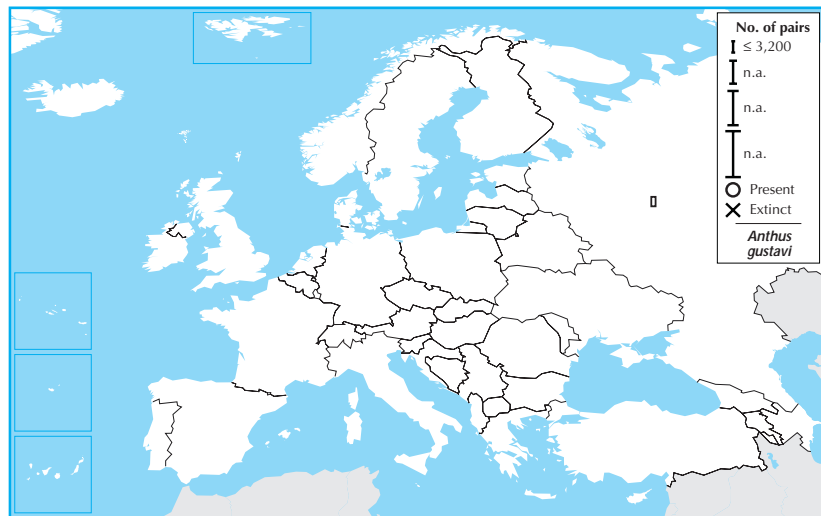 No. of pairs
≤ 3,200
n.a.
n.a.
n.a.
Present
Extinct
Anthus
gustavi